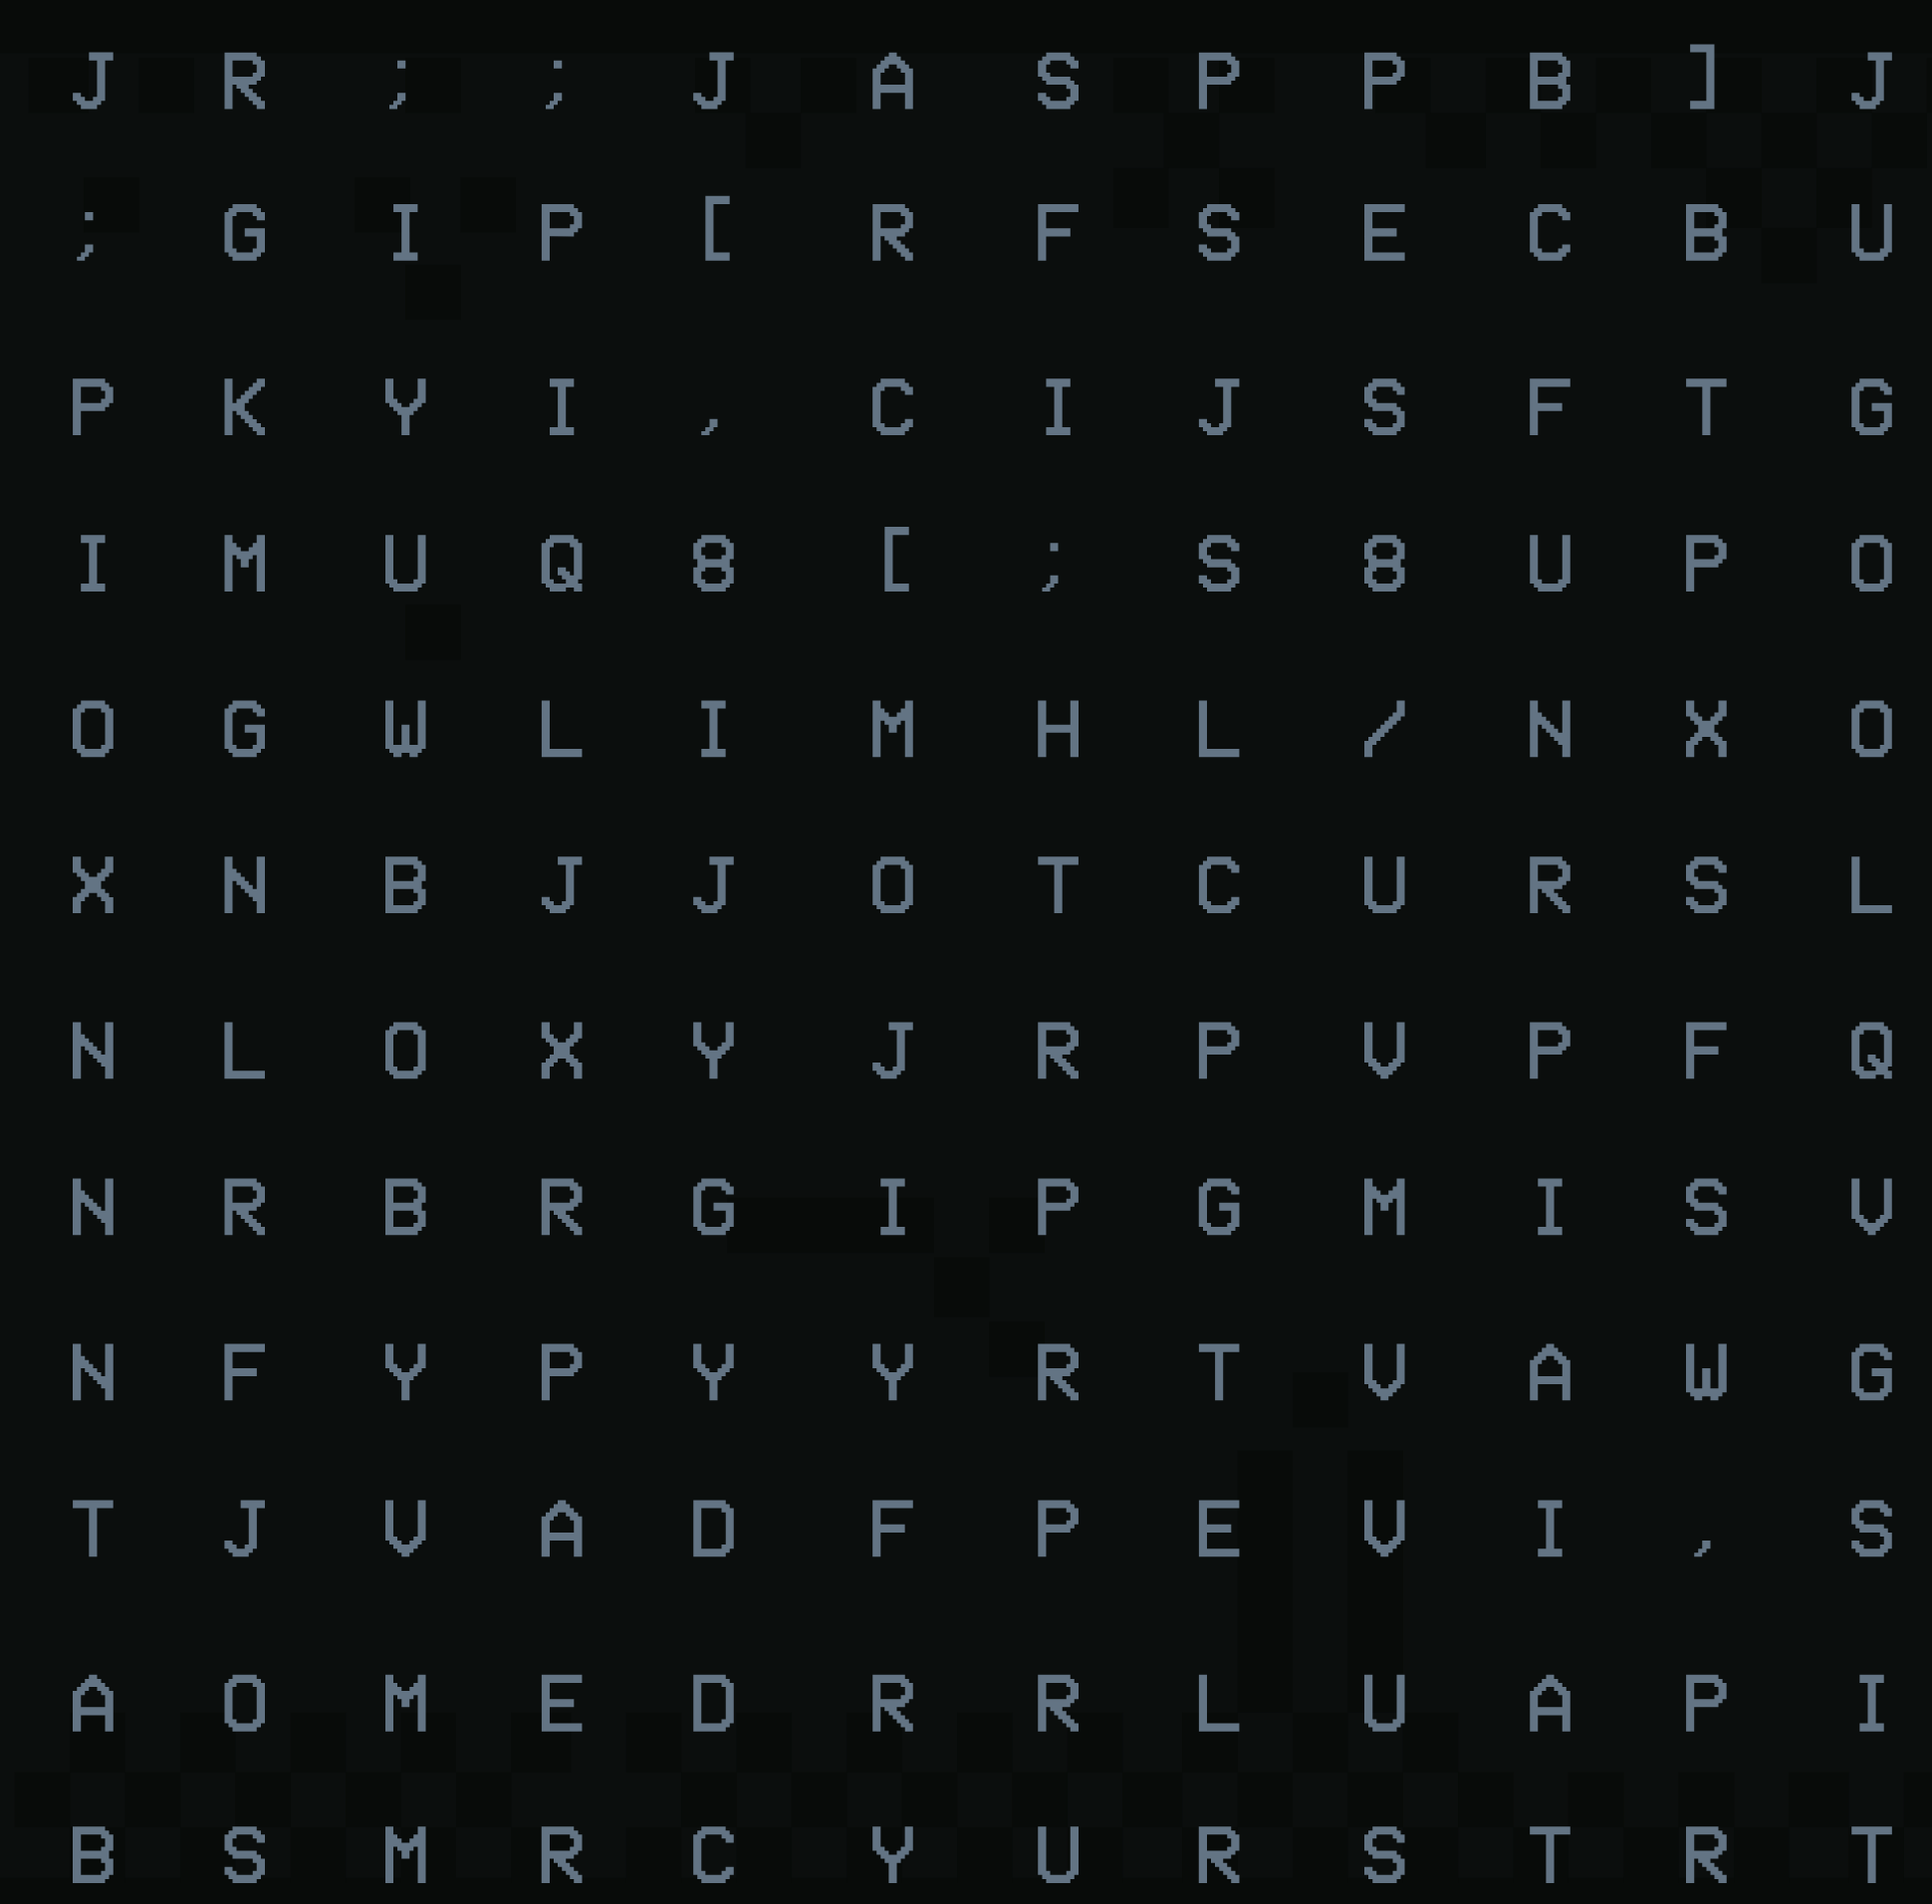 J R ; ; J A S P P B ] J
; G I P [ R F S E C B U
P K Y I , C I J S F T G
I M U Q 8 [ ; S 8 U P O
O G W L I M H L / N X O
X N B J J O T C U R S L
N L O X Y J R P V P F Q
N R B R G I P G M I S V
N F Y P Y Y R T V A W G
T J V A D F P E V I , S
A O M E D R R L U A P I
B S M R C Y U R S T R T